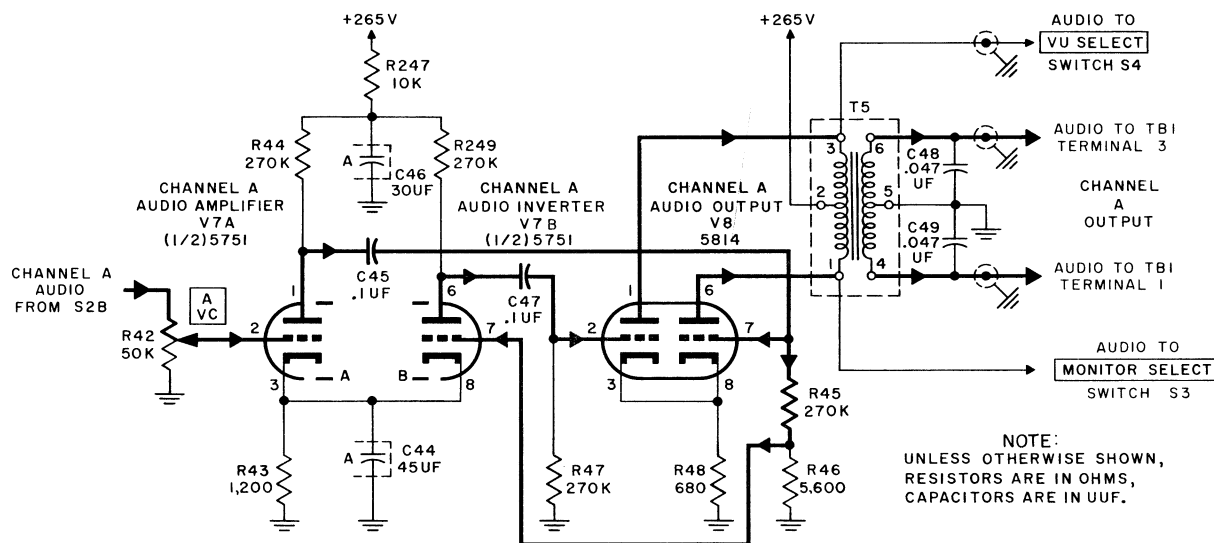 +265V
+265V
AUDIO TO
VU SELECT
SWITCH S4
R247
10K
T5
R44
270K
R249
270K
A
C46
30UF
3
6
C48
.047
UF
AUDIO TO TB1
TERMINAL 3
CHANNEL A
AUDIO AMPLIFIER
V7A
(1/2)5751
CHANNEL A
AUDIO INVERTER
V7B
(1/2)5751
CHANNEL A
AUDIO OUTPUT
V8
5814
2
5
CHANNEL
A
OUTPUT
C49
.047
UF
1
4
AUDIO TO TB1
TERMINAL 1
CHANNEL A
AUDIO
FROM S2B
A
VC
C45
.1UF
C47
.1UF
1
6
1
6
R42
50K
2
7
2
7
3
A
B
8
3
8
AUDIO TO
MONITOR SELECT
SWITCH S3
R45
270K
A
C44
45UF
R43
1,200
R47
270K
R48
680
R46
5,600
NOTE:
UNLESS OTHERWISE SHOWN,
RESISTORS ARE IN OHMS,
CAPACITORS ARE IN UUF.